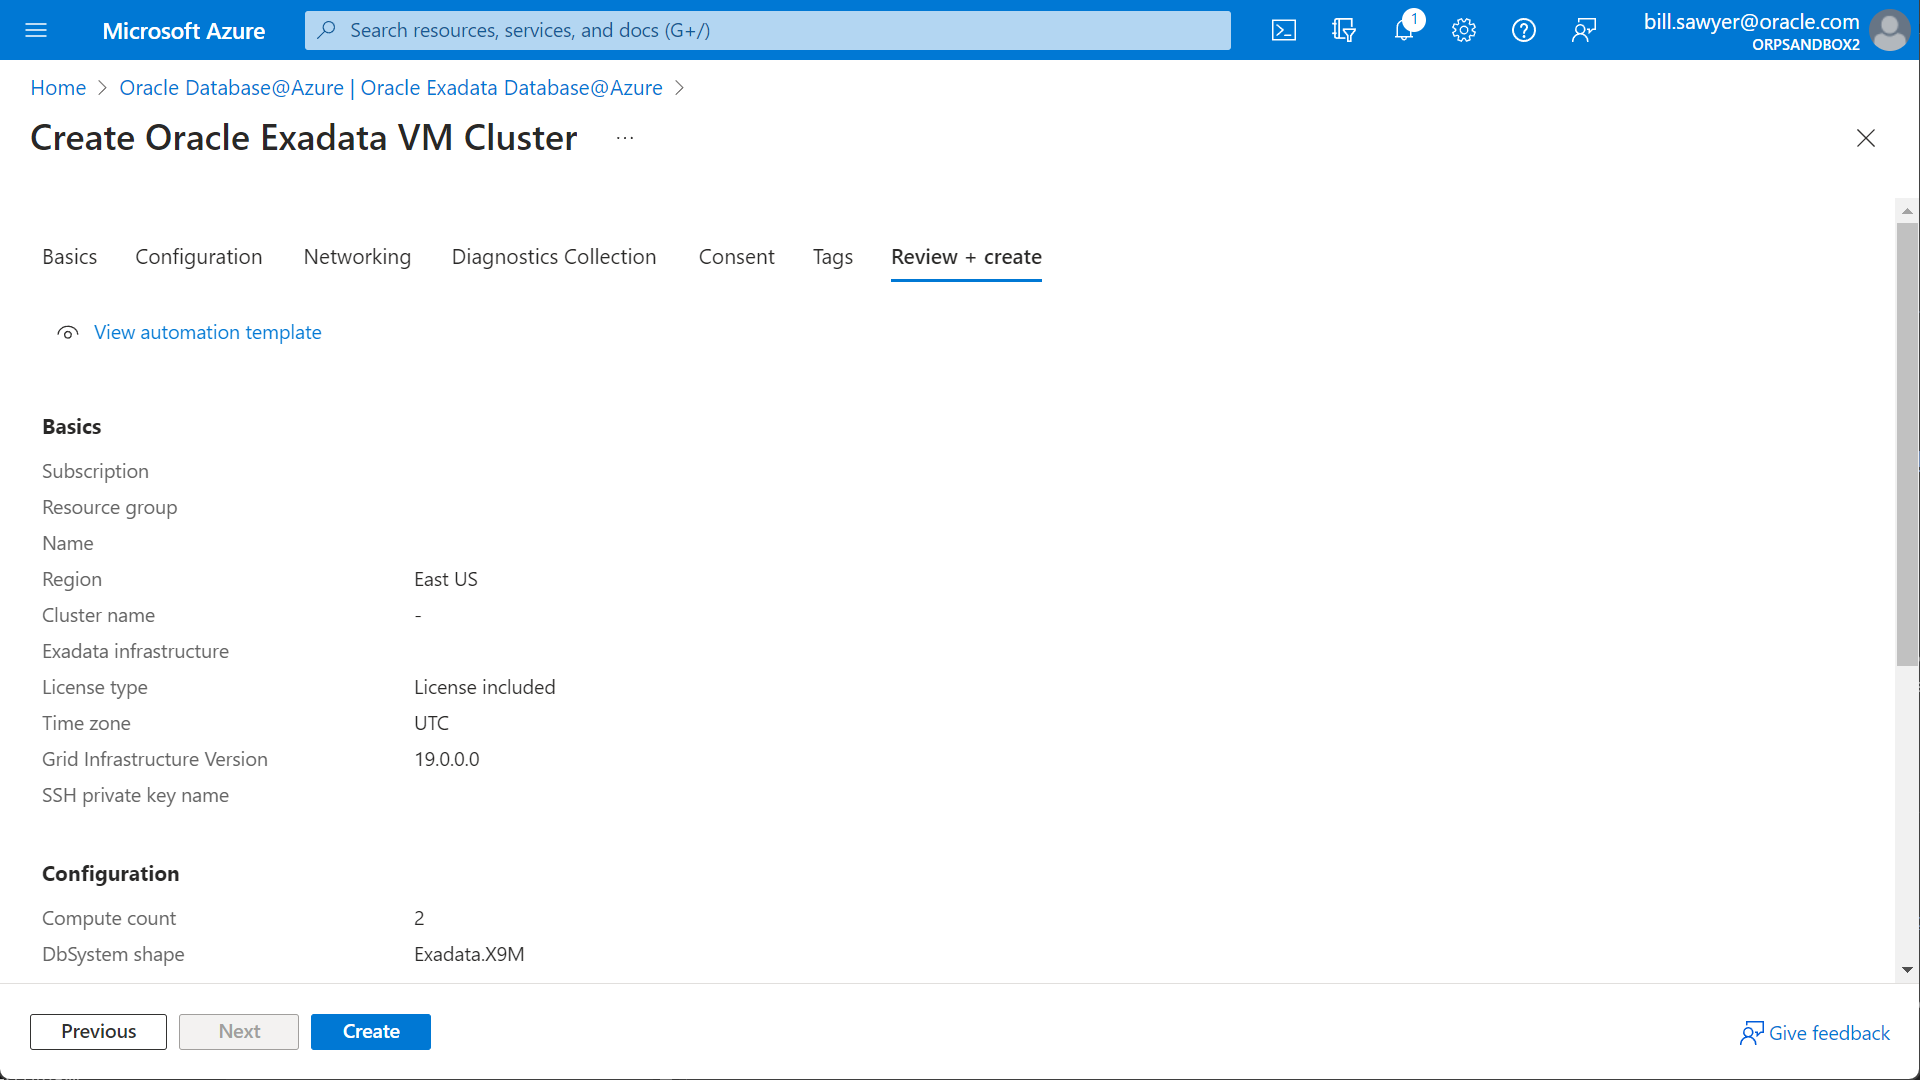 Microsoft Azure
Search resources, services, and docs (G+/)
1
bill.sawyer@oracle.com
ORPSANDBOX2
Home > Oracle Database@Azure | Oracle Exadata Database@Azure >
Create Oracle Exadata VM Cluster ...
Basics Configuration Networking Diagnostics Collection Consent Tags Review + create
View automation template
Basics
Subscription
Resource group
Name
Region East US
Cluster name -
Exadata infrastructure
License type License included
Time zone UTC
Grid Infrastructure Version 19.0.0.0
SSH private key name
Configuration
Compute count 2
DbSystem shape Exadata.X9M
Previous Next Create
Give feedback